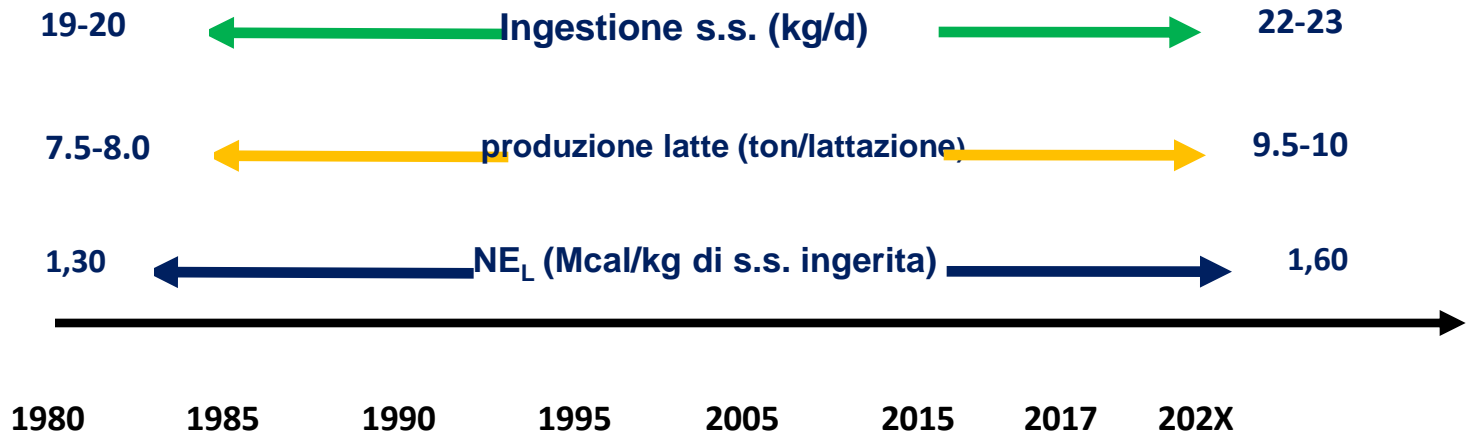 19-20 Ingestione s.s. (kg/d) 22-23
7.5-8.0 produzione latte (ton/lattazione) 9.5-10
1,30 NEL (Mcal/kg di s.s. ingerita) 1,60
1980 1985 1990 1995 2005 2015 2017 202X